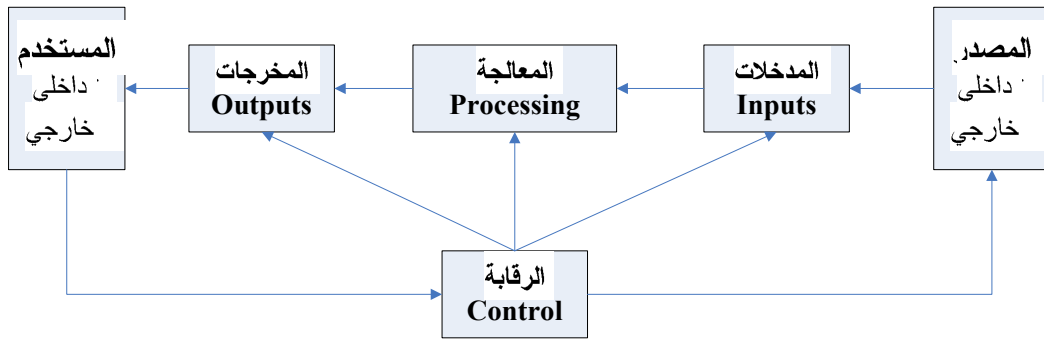 المصدر
داخلى
خارجي
المدخلات
Inputs
المعالجة
Processing
المخرجات
Outputs
المستخدم
داخلى
خارجي
الرقابة
Control